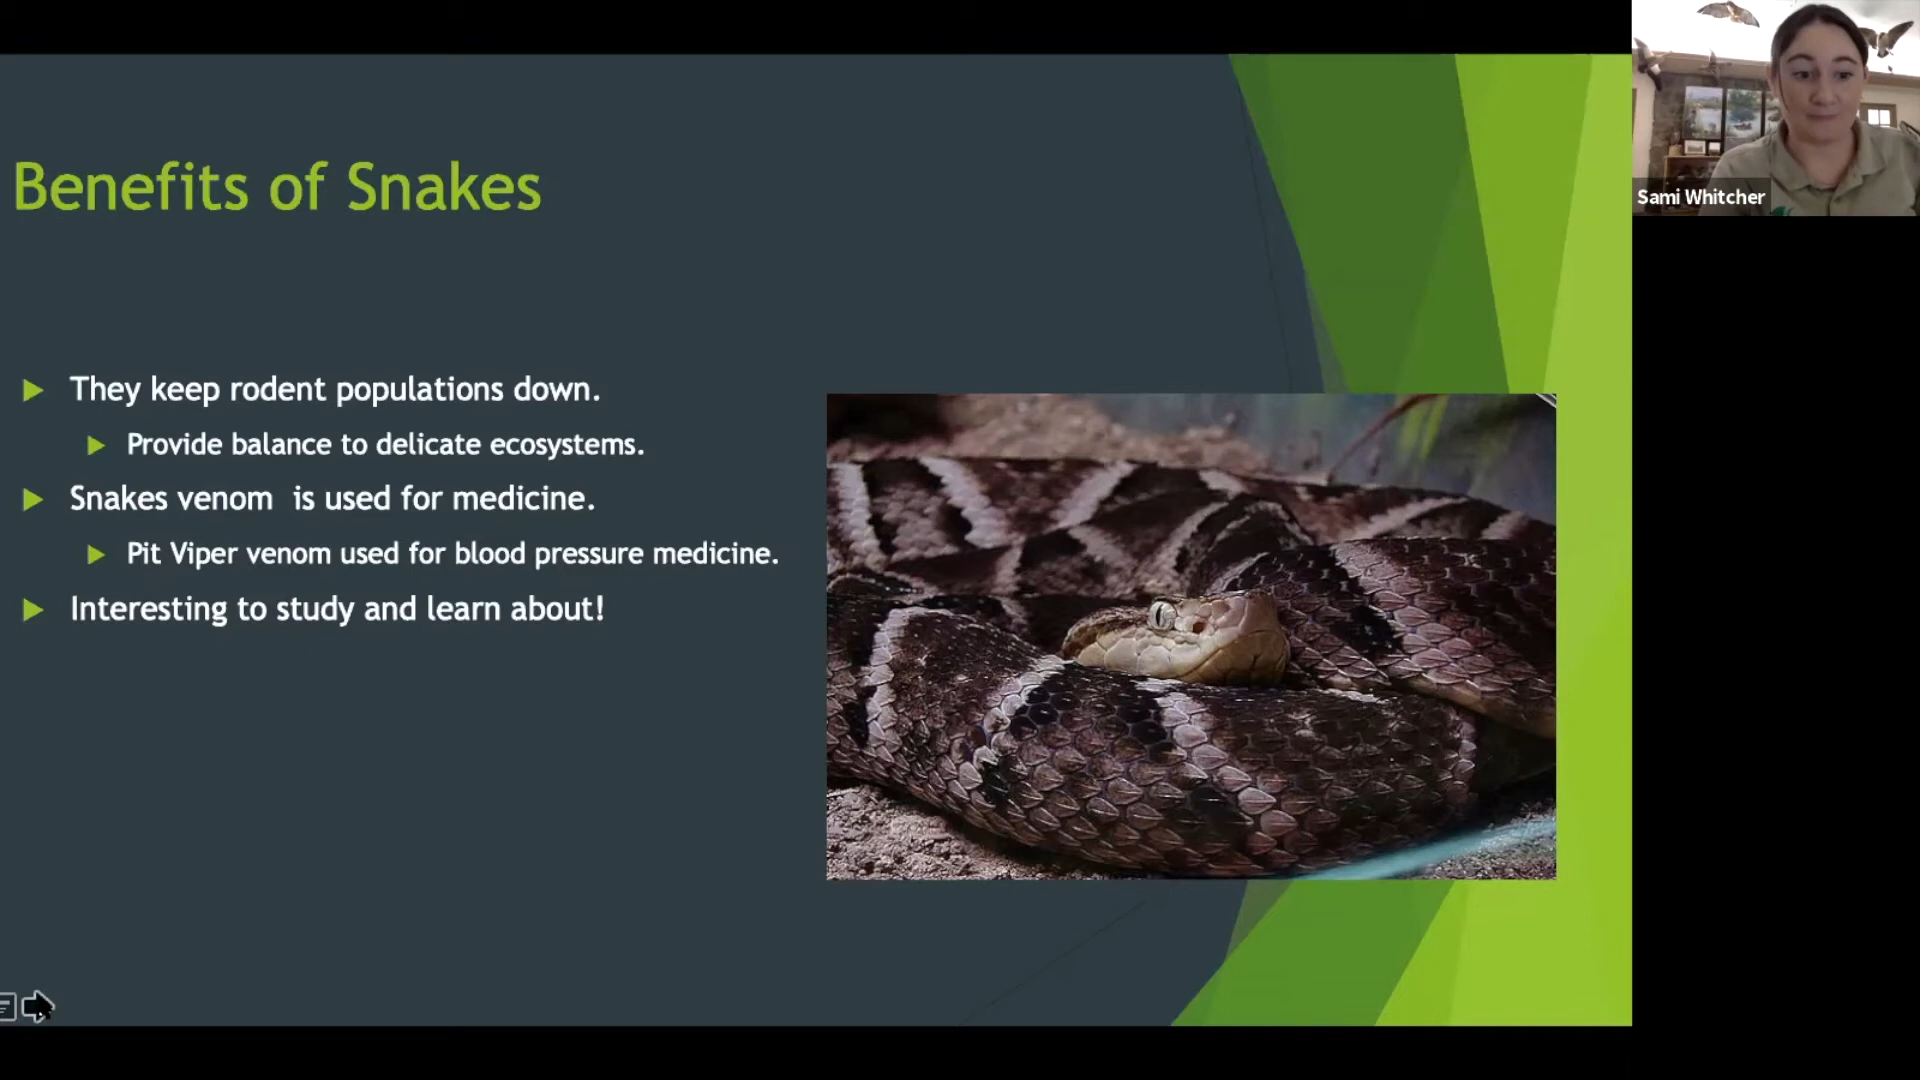 Benefits of Snakes
They keep rodent populations down.
Provide balance to delicate ecosystems.
Snakes venom  is used for medicine.
Pit Viper venom used for blood pressure medicine.
Interesting to study and learn about!
Sami Whitcher